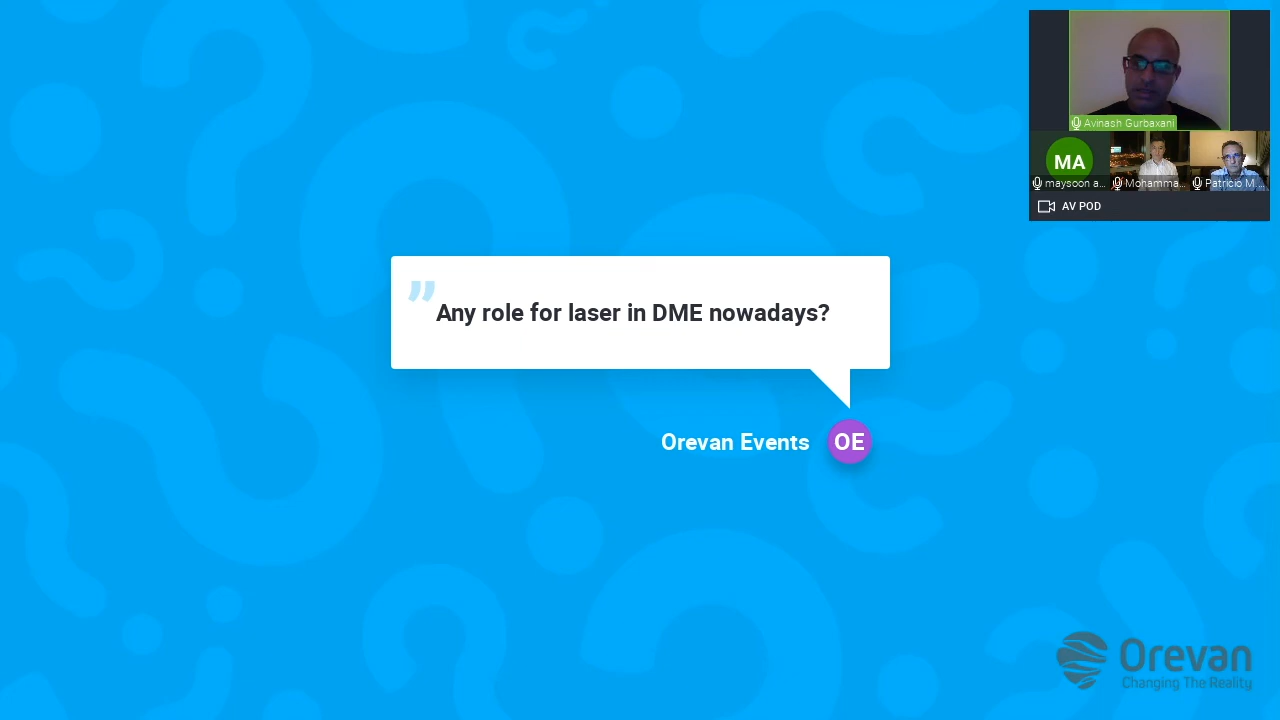 Avinash Gurbaxani
MA
maysoon a...
Mohamma...
Patricio M....
AV POD
” Any role for laser in DME nowadays?
Orevan Events
OE
Orevan
Changing The Reality